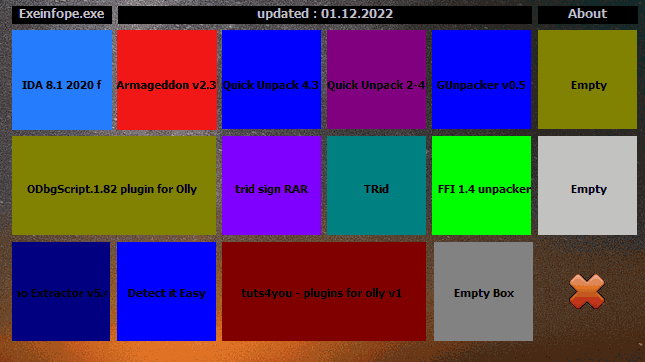 Exeinfope.exe updated : 01.12.2022 About
IDA 8.1 2020 f Armageddon v2.3 Quick Unpack 4.3 Quick Unpack 2-4 GUnpacker v0.5 Empty
ODbgScript.1.82 plugin for Olly trid sign RAR TRid FFI 1.4 unpacker Empty
Extractor v5. Detect it Easy tuts4you - plugins for olly v1 Empty Box